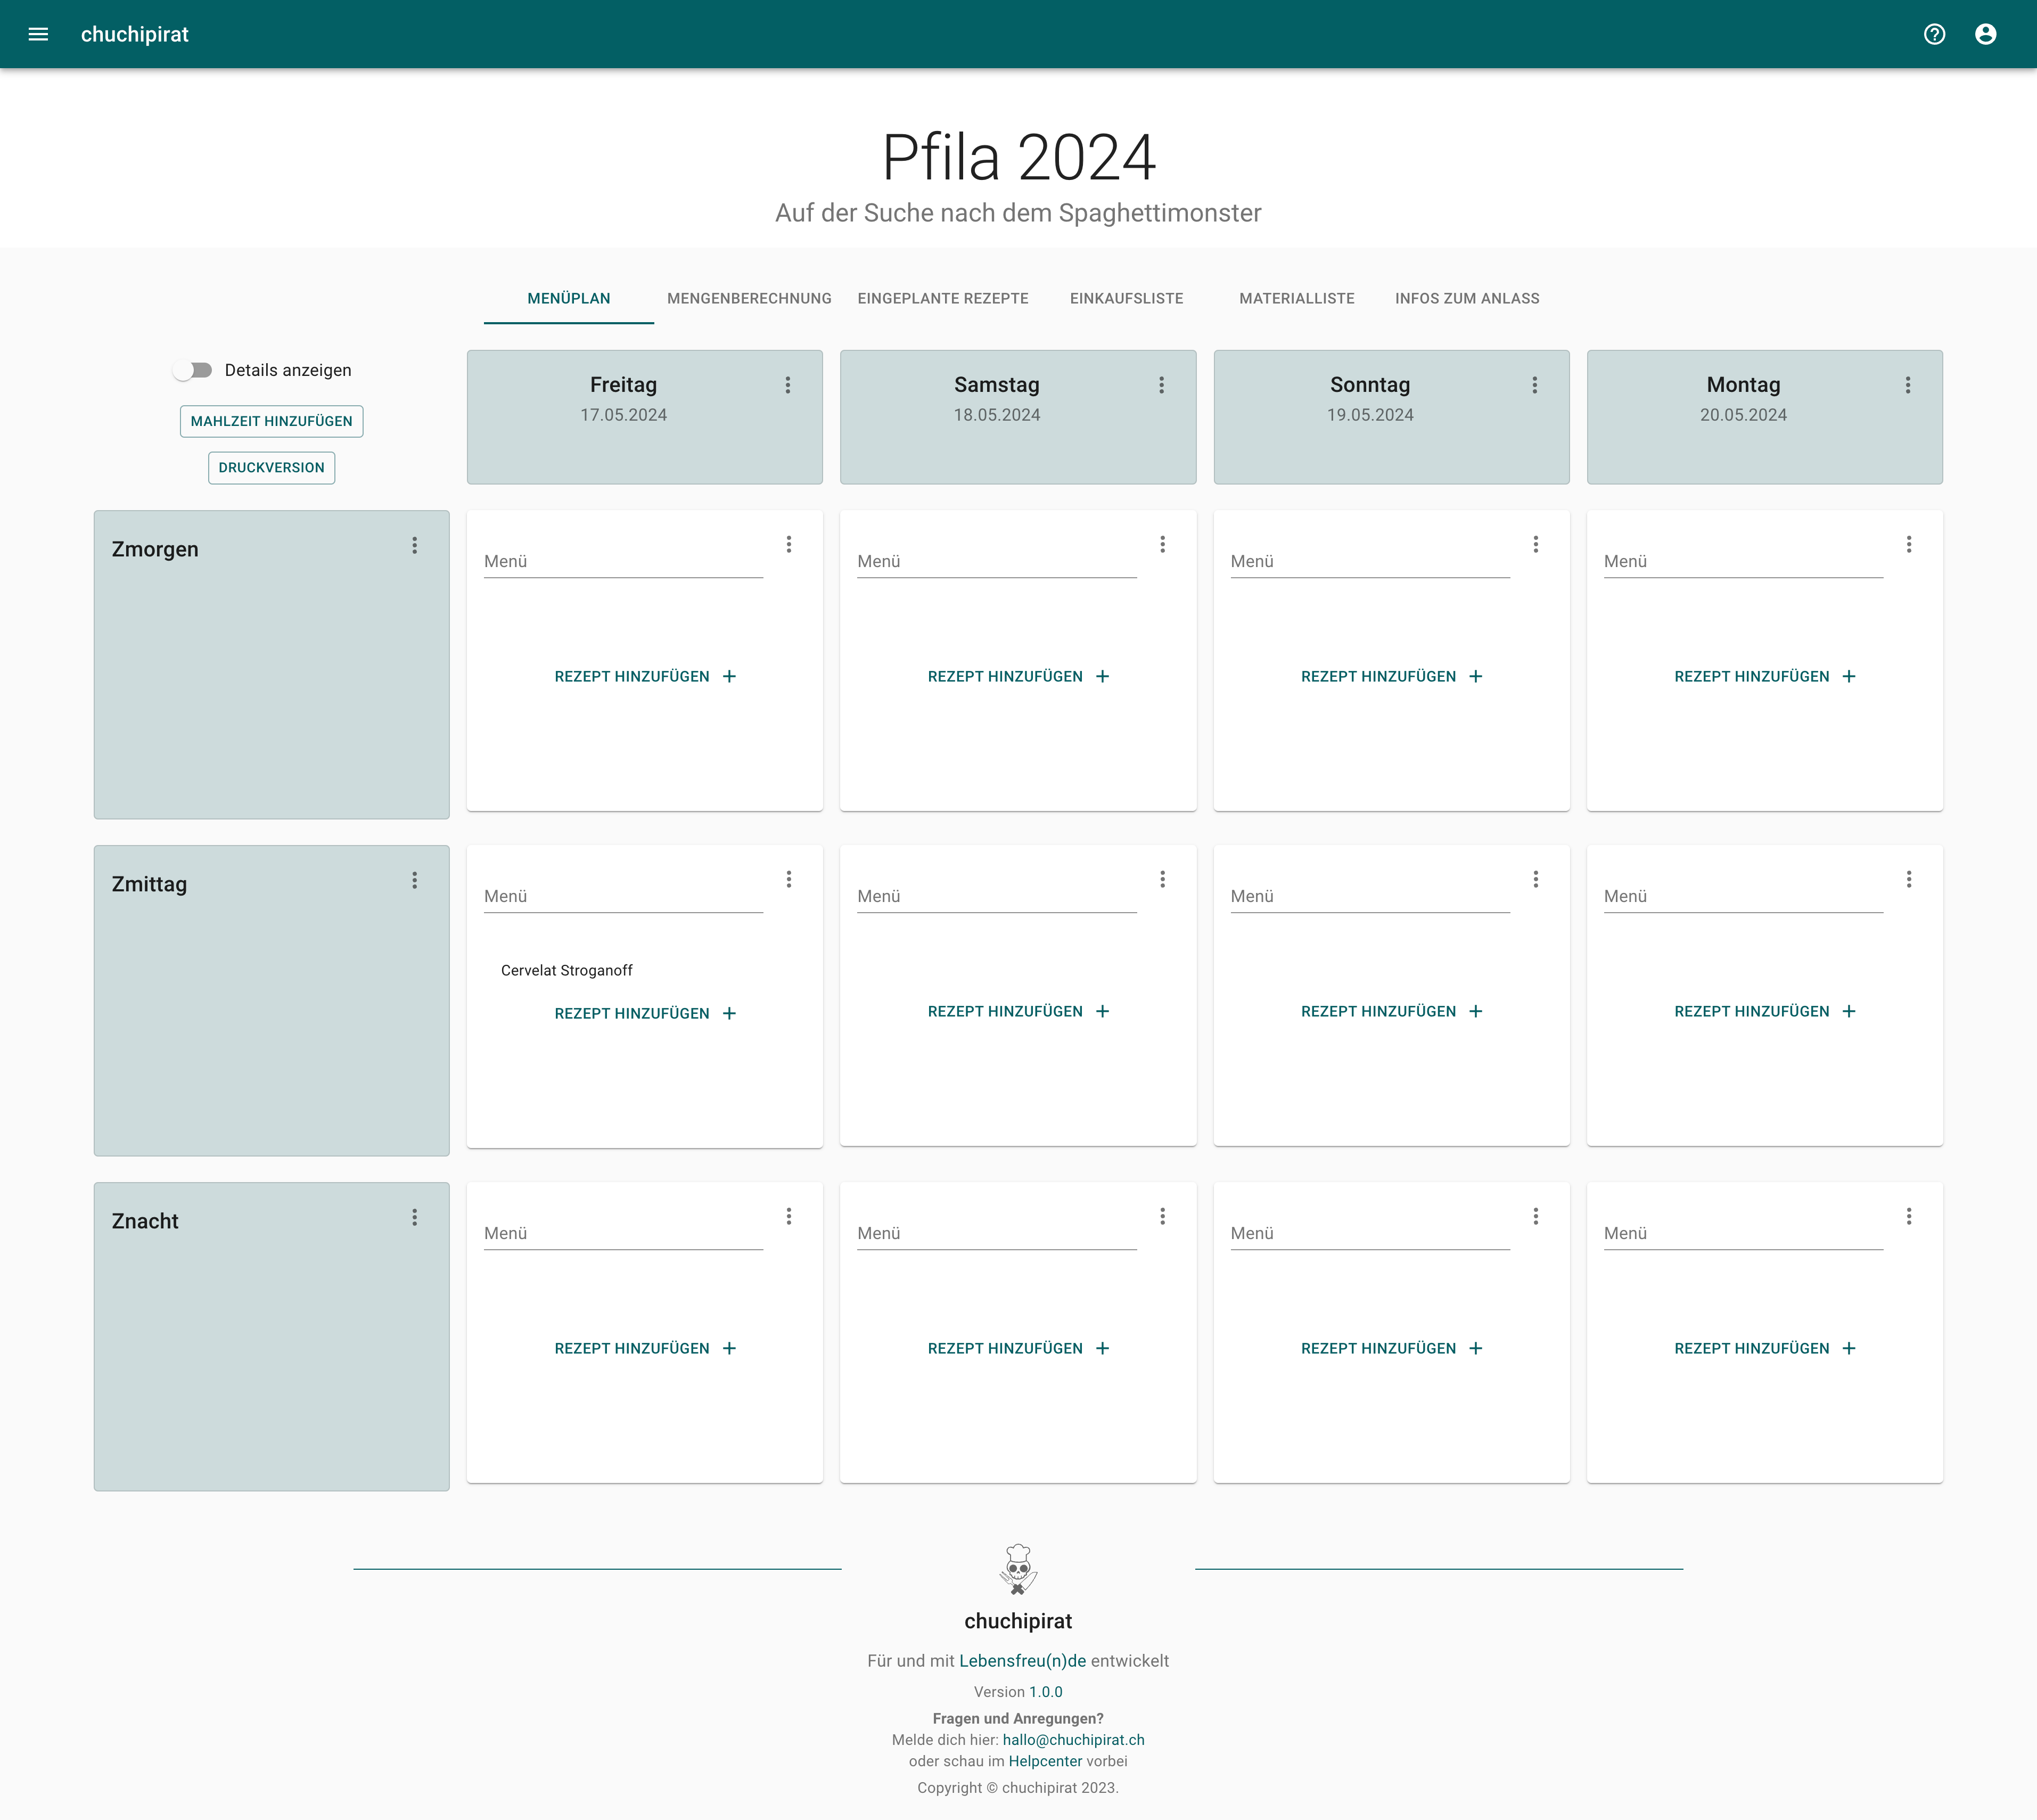 chuchipirat
Pfila 2024
Auf der Suche nach dem Spaghettimonster
MENÜPLAN
MENGENBERECHNUNG
EINGEPLANTE REZEPTE
EINKAUFSLISTE
MATERIALLISTE
INFOS ZUM ANLASS
Details anzeigen
MAHLZEIT HINZUFÜGEN
DRUCKVERSION
Freitag
17.05.2024
Samstag
18.05.2024
Sonntag
19.05.2024
Montag
20.05.2024
Zmorgen
Menü
REZEPT HINZUFÜGEN +
Menü
REZEPT HINZUFÜGEN +
Menü
REZEPT HINZUFÜGEN +
Menü
REZEPT HINZUFÜGEN +
Zmittag
Menü
Cervelat Stroganoff
REZEPT HINZUFÜGEN +
Menü
REZEPT HINZUFÜGEN +
Menü
REZEPT HINZUFÜGEN +
Menü
REZEPT HINZUFÜGEN +
Znacht
Menü
REZEPT HINZUFÜGEN +
Menü
REZEPT HINZUFÜGEN +
Menü
REZEPT HINZUFÜGEN +
Menü
REZEPT HINZUFÜGEN +
chuchipirat
Für und mit Lebensfreu(n)de entwickelt
Version 1.0.0
Fragen und Anregungen?
Melde dich hier: hallo@chuchipirat.ch
oder schau im Helpcenter vorbei
Copyright © chuchipirat 2023.